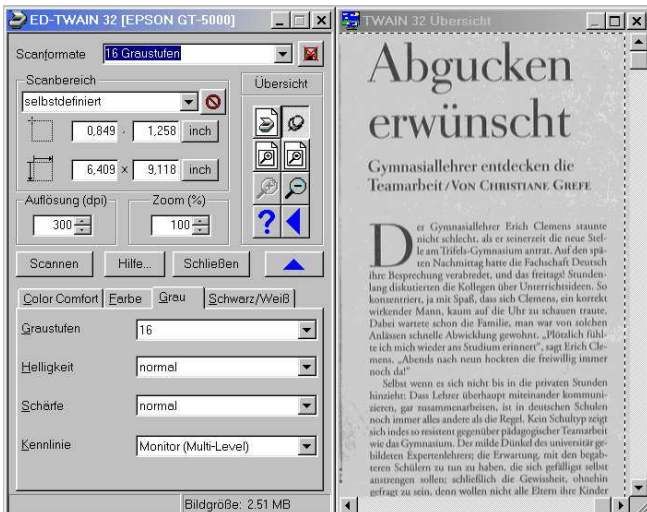 ED-TWAIN 32 [EPSON GT-5000]
Scanformate 16 Graustufen
Scanbereich
selbstdefiniert
0,849 , 1,258 inch
6,409 x 9,118 inch
Übersicht
Auflösung (dpi)
300
Zoom (%)
100
Scannen Hilfe... Schließen
Color Comfort Farbe Grau Schwarz/Weiß
Graustufen 16
Helligkeit normal
Schärfe normal
Kennlinie Monitor (Multi-Level)
Bildgröße: 2.51 MB
TWAIN 32 Übersicht
Abgucken
erwünscht
Gymnasiallehrer entdecken die
Teamarbeit/VON CHRISTIANE GREFE
Der Gymnasiallehrer Erich Clemens staunte
nicht schlecht, als er seinerzeit die neue Stel-
le am Trifels-Gymnasium antrat. Auf den spä-
ten Nachmittag hatte die Fachschaft Deutsch
ihre Besprechung verabredet, und das freitags! Stunden-
lang diskutierten die Kollegen über Unterrichtsideen. So
konzentriert, ja mit Spaß, dass sich Clemens, ein korrekt
wirkender Mann, kaum auf die Uhr zu schauen traute.
Dabei wartete schon die Familie, man war von solchen
Anlässen schnelle Abwicklung gewohnt. „Plötzlich fühl-
te ich mich wieder ans Studium erinnert", sagt Erich Cle-
mens. „Abends nach neun hockten die freiwillig immer
noch da!"
Selbst wenn es sich nicht bis in die privaten Stunden
hinzieht: Dass Lehrer überhaupt miteinander kommuni-
zieren, gar zusammenarbeiten, ist in deutschen Schulen
noch immer alles andere als die Regel. Kein Schultyp zeigt
sich indes so resistent gegenüber pädagogischer Teamarbeit
wie das Gymnasium. Der milde Dünkel des universitär ge-
bildeten Expertenlehrers; die Erwartung, mit den begab-
teren Schülern zu tun zu haben, die sich gefälligst selbst
anstrengen sollen; schließlich die Gewissheit, ohnehin
gefragt zu sein, denn wollen nicht alle Eltern ihre Kinder